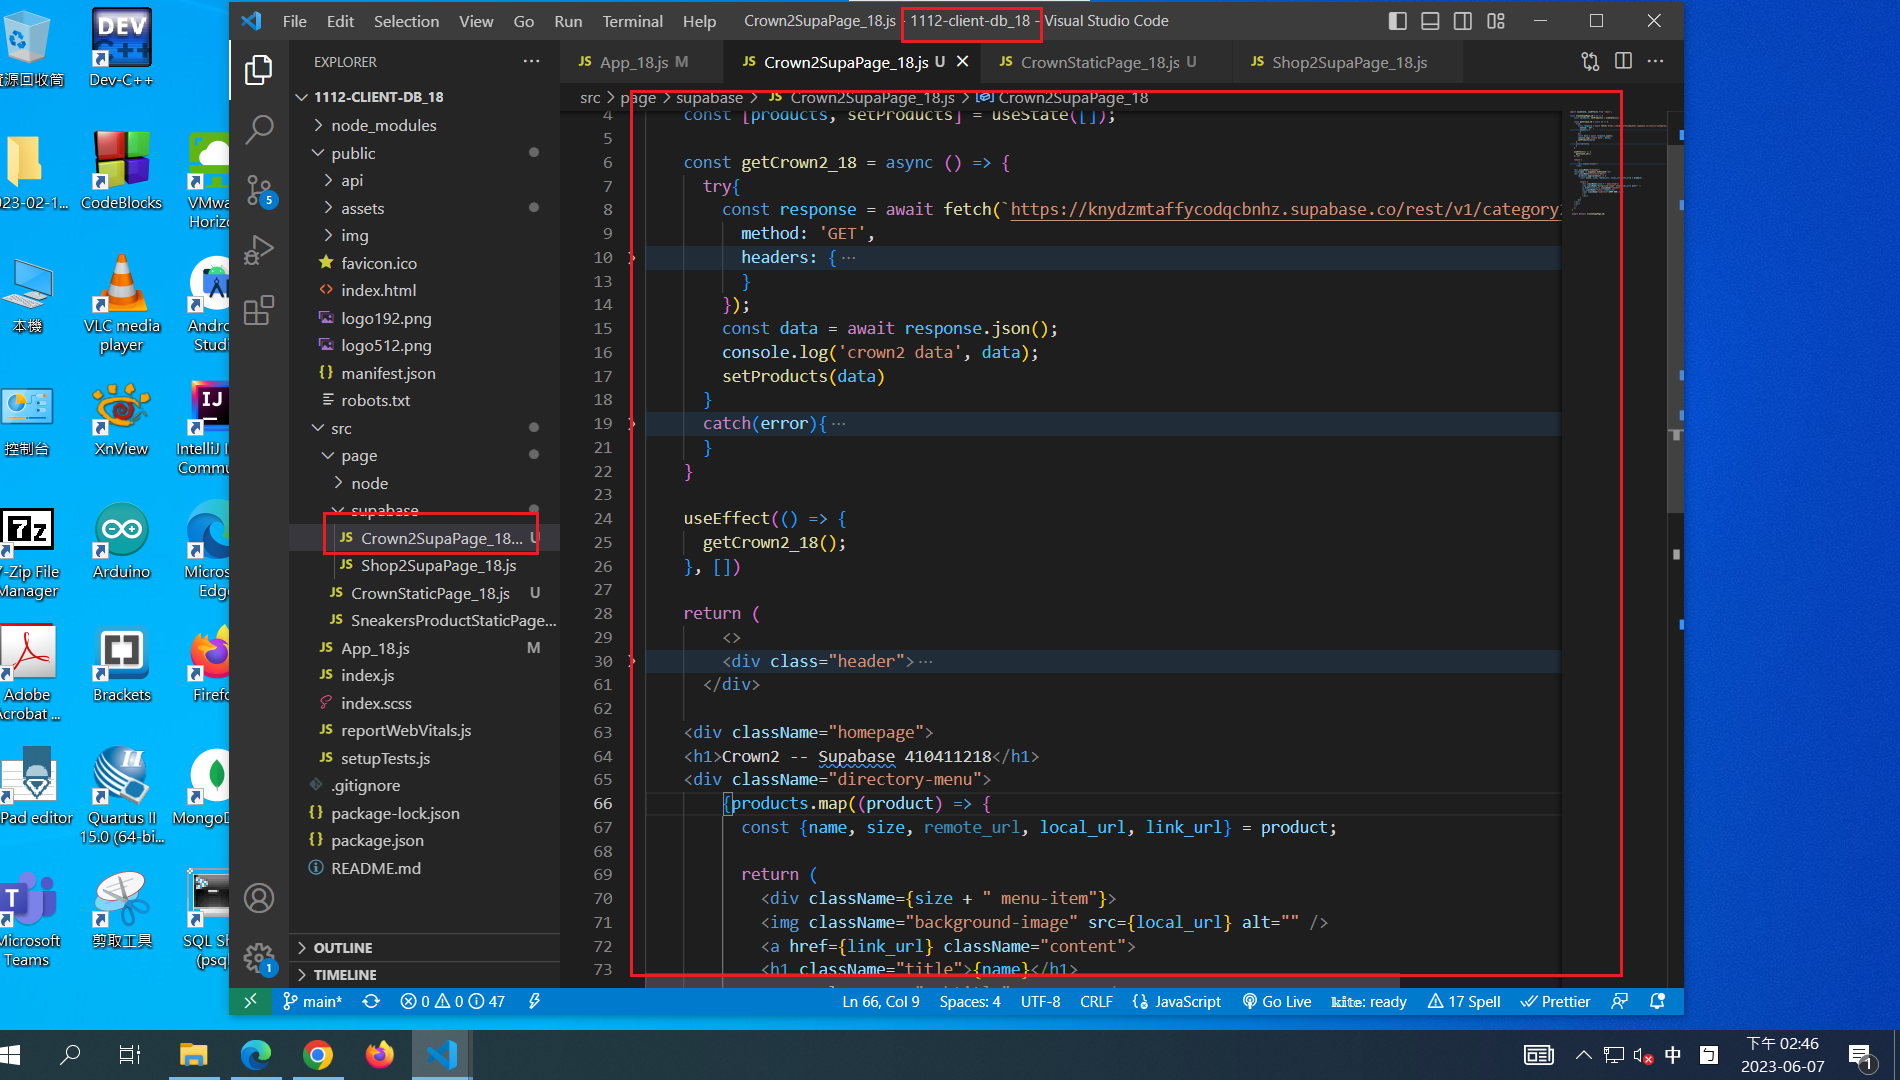 File Edit Selection View Go Run Terminal Help Crown2SupaPage_18.js - 1112-client-db_18 - Visual Studio Code
EXPLORER
App_18.js M
Crown2SupaPage_18.js U
CrownStaticPage_18.js U
Shop2SupaPage_18.js
1112-CLIENT-DB_18
node_modules
public
api
assets
img
favicon.ico
index.html
logo192.png
logo512.png
manifest.json
robots.txt
src
page
node
supabase
Crown2SupaPage_18... U
Shop2SupaPage_18.js
CrownStaticPage_18.js U
SneakersProductStaticPage...
App_18.js M
index.js
index.scss
reportWebVitals.js
setupTests.js
.gitignore
package-lock.json
package.json
README.md
OUTLINE
TIMELINE
src > page > supabase > JS Crown2SupaPage_18.js > Crown2SupaPage_18
4 const [products, setProducts] = useState([]);
5
6 const getCrown2_18 = async () => {
7 try{
8 const response = await fetch(`https://knydzmtaffycodqcbnhz.supabase.co/rest/v1/category
9 method: 'GET',
10 headers: {···
13 }
14 });
15 const data = await response.json();
16 console.log('crown2 data', data);
17 setProducts(data)
18 }
19 catch(error){···
21 }
22 }
23
24 useEffect(() => {
25 getCrown2_18();
26 }, [])
27
28 return (
29 <>
30 <div class="header">···
61 </div>
62
63 <div className="homepage">
64 <h1>Crown2 -- Supabase 410411218</h1>
65 <div className="directory-menu">
66 {products.map((product) => {
67 const {name, size, remote_url, local_url, link_url} = product;
68
69 return (
70 <div className={size + " menu-item"}>
71 <img className="background-image" src={local_url} alt="" />
72 <a href={link_url} className="content">
73 <h1 className="title">{name}</h1>
main* 0 0 47 Ln 66, Col 9 Spaces: 4 UTF-8 CRLF JavaScript Go Live kite: ready 17 Spell Prettier
5
1
資源回收筒
Dev-C++
DEV
023-02-1...
CodeBlocks
VMwa
Horizo
本機
VLC media
player
Andro
Studi
控制台
XnView
IntelliJ I
Commu
IJ
7z
7-Zip File
Manager
Arduino
Micros
Edge
Adobe
Acrobat ...
Brackets
Firefo
Pad editor
Quartus II
15.0 (64-bi...
MongoD
Microsoft
Teams
剪取工具
SQL Sh
(psql
中
下午 02:46
2023-06-07
1